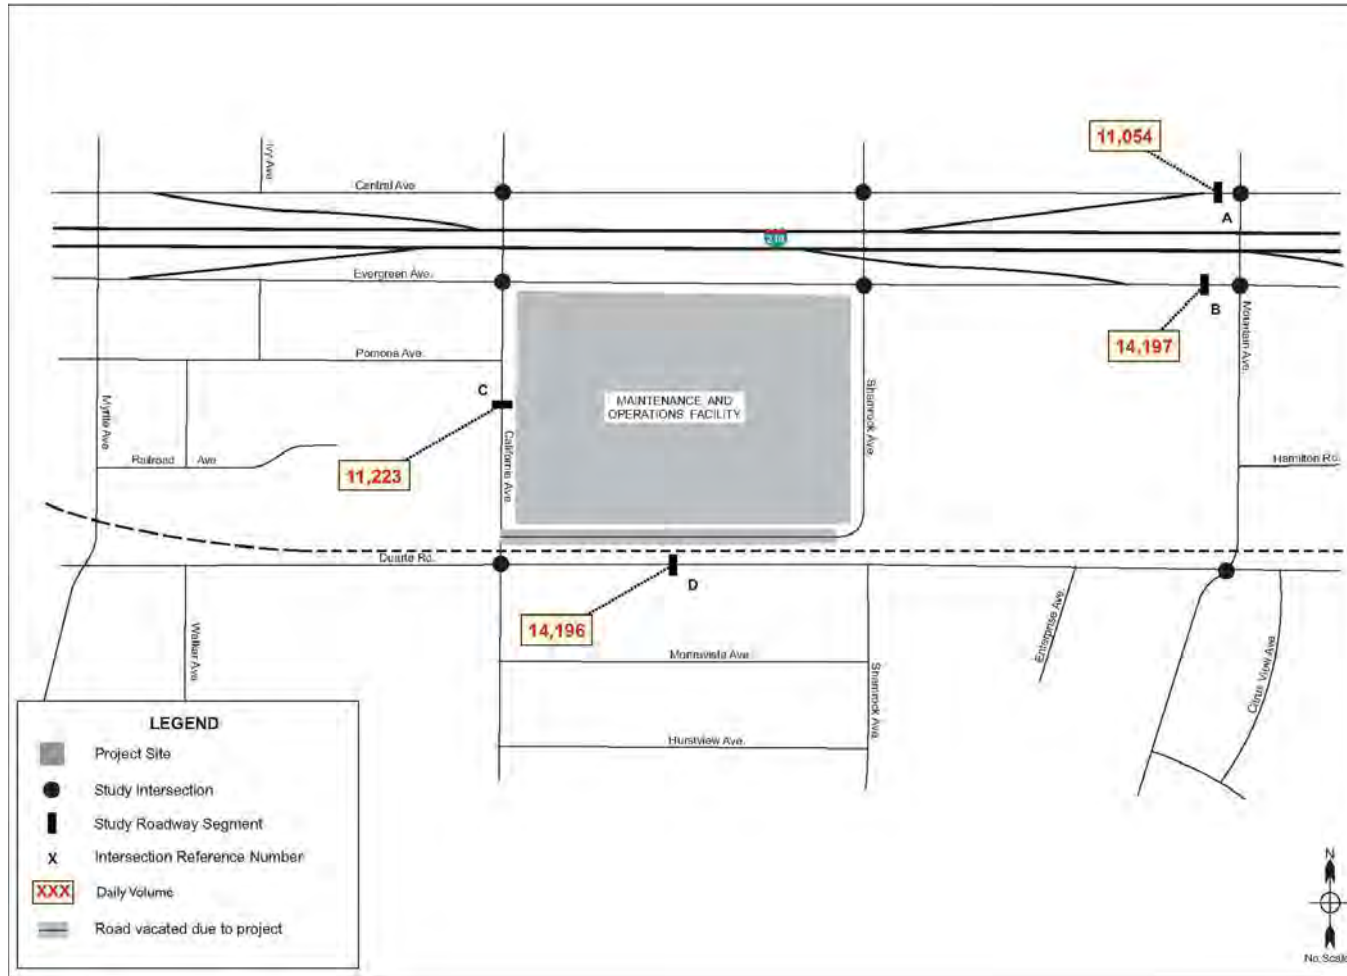 11,054
Ivy Ave
Central Ave
A
210
Evergreen Ave.
B
14,197
Mountain Ave.
Pomona Ave.
C
MAINTENANCE AND
OPERATIONS FACILITY
Shamrock Ave
Myrtle Ave
California Ave
Railroad Ave
Hamilton Rd.
11,223
Duarte Rd.
D
14,196
Walker Ave
Monrovista Ave
Shamrock Ave.
Enterprise Ave.
Citrus View Ave
Hurstview Ave.
LEGEND
Project Site
Study Intersection
Study Roadway Segment
X Intersection Reference Number
XXX Daily Volume
Road vacated due to project
N
No Scale